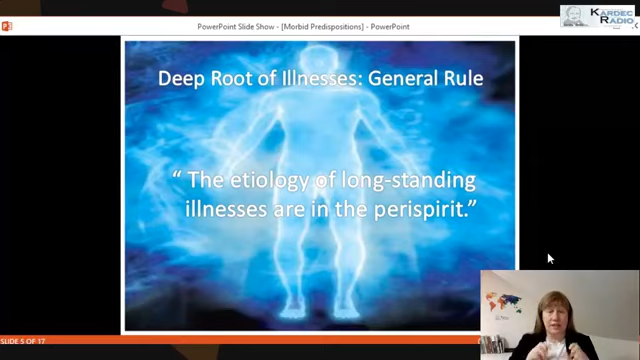 PowerPoint Slide Show - [Morbid Predispositions] - PowerPoint
KARDEC
RADIO
Deep Root of Illnesses: General Rule
“ The etiology of long-standing
illnesses are in the perispirit.”
SLIDE 5 OF 17